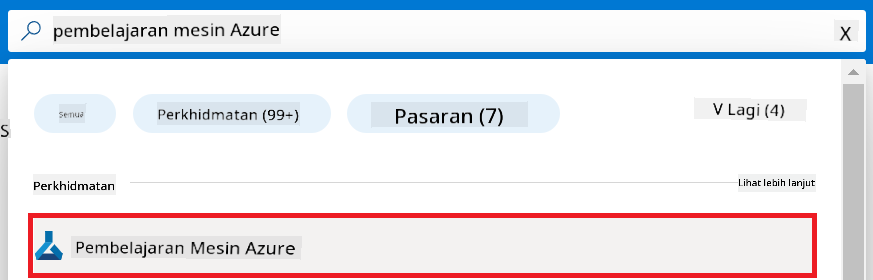 pembelajaran mesin Azure X
Semua Perkhidmatan (99+) Pasaran (7) V Lagi (4)
S
Perkhidmatan Lihat lebih lanjut
Pembelajaran Mesin Azure